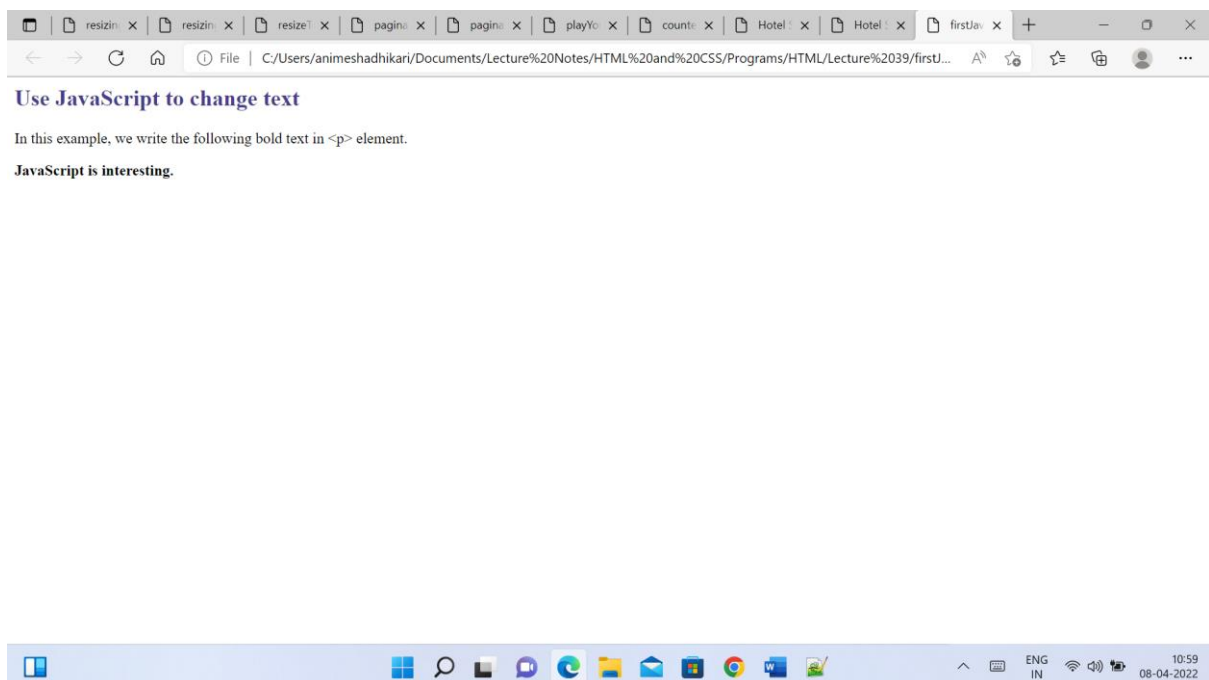 resizin resizin resizeT pagina pagina playYo counte Hotel S Hotel S firstJav
File C:/Users/animeshadhikari/Documents/Lecture%20Notes/HTML%20and%20CSS/Programs/HTML/Lecture%2039/firstJ...
Use JavaScript to change text
In this example, we write the following bold text in <p> element.
JavaScript is interesting.
ENG 10:59
IN 08-04-2022